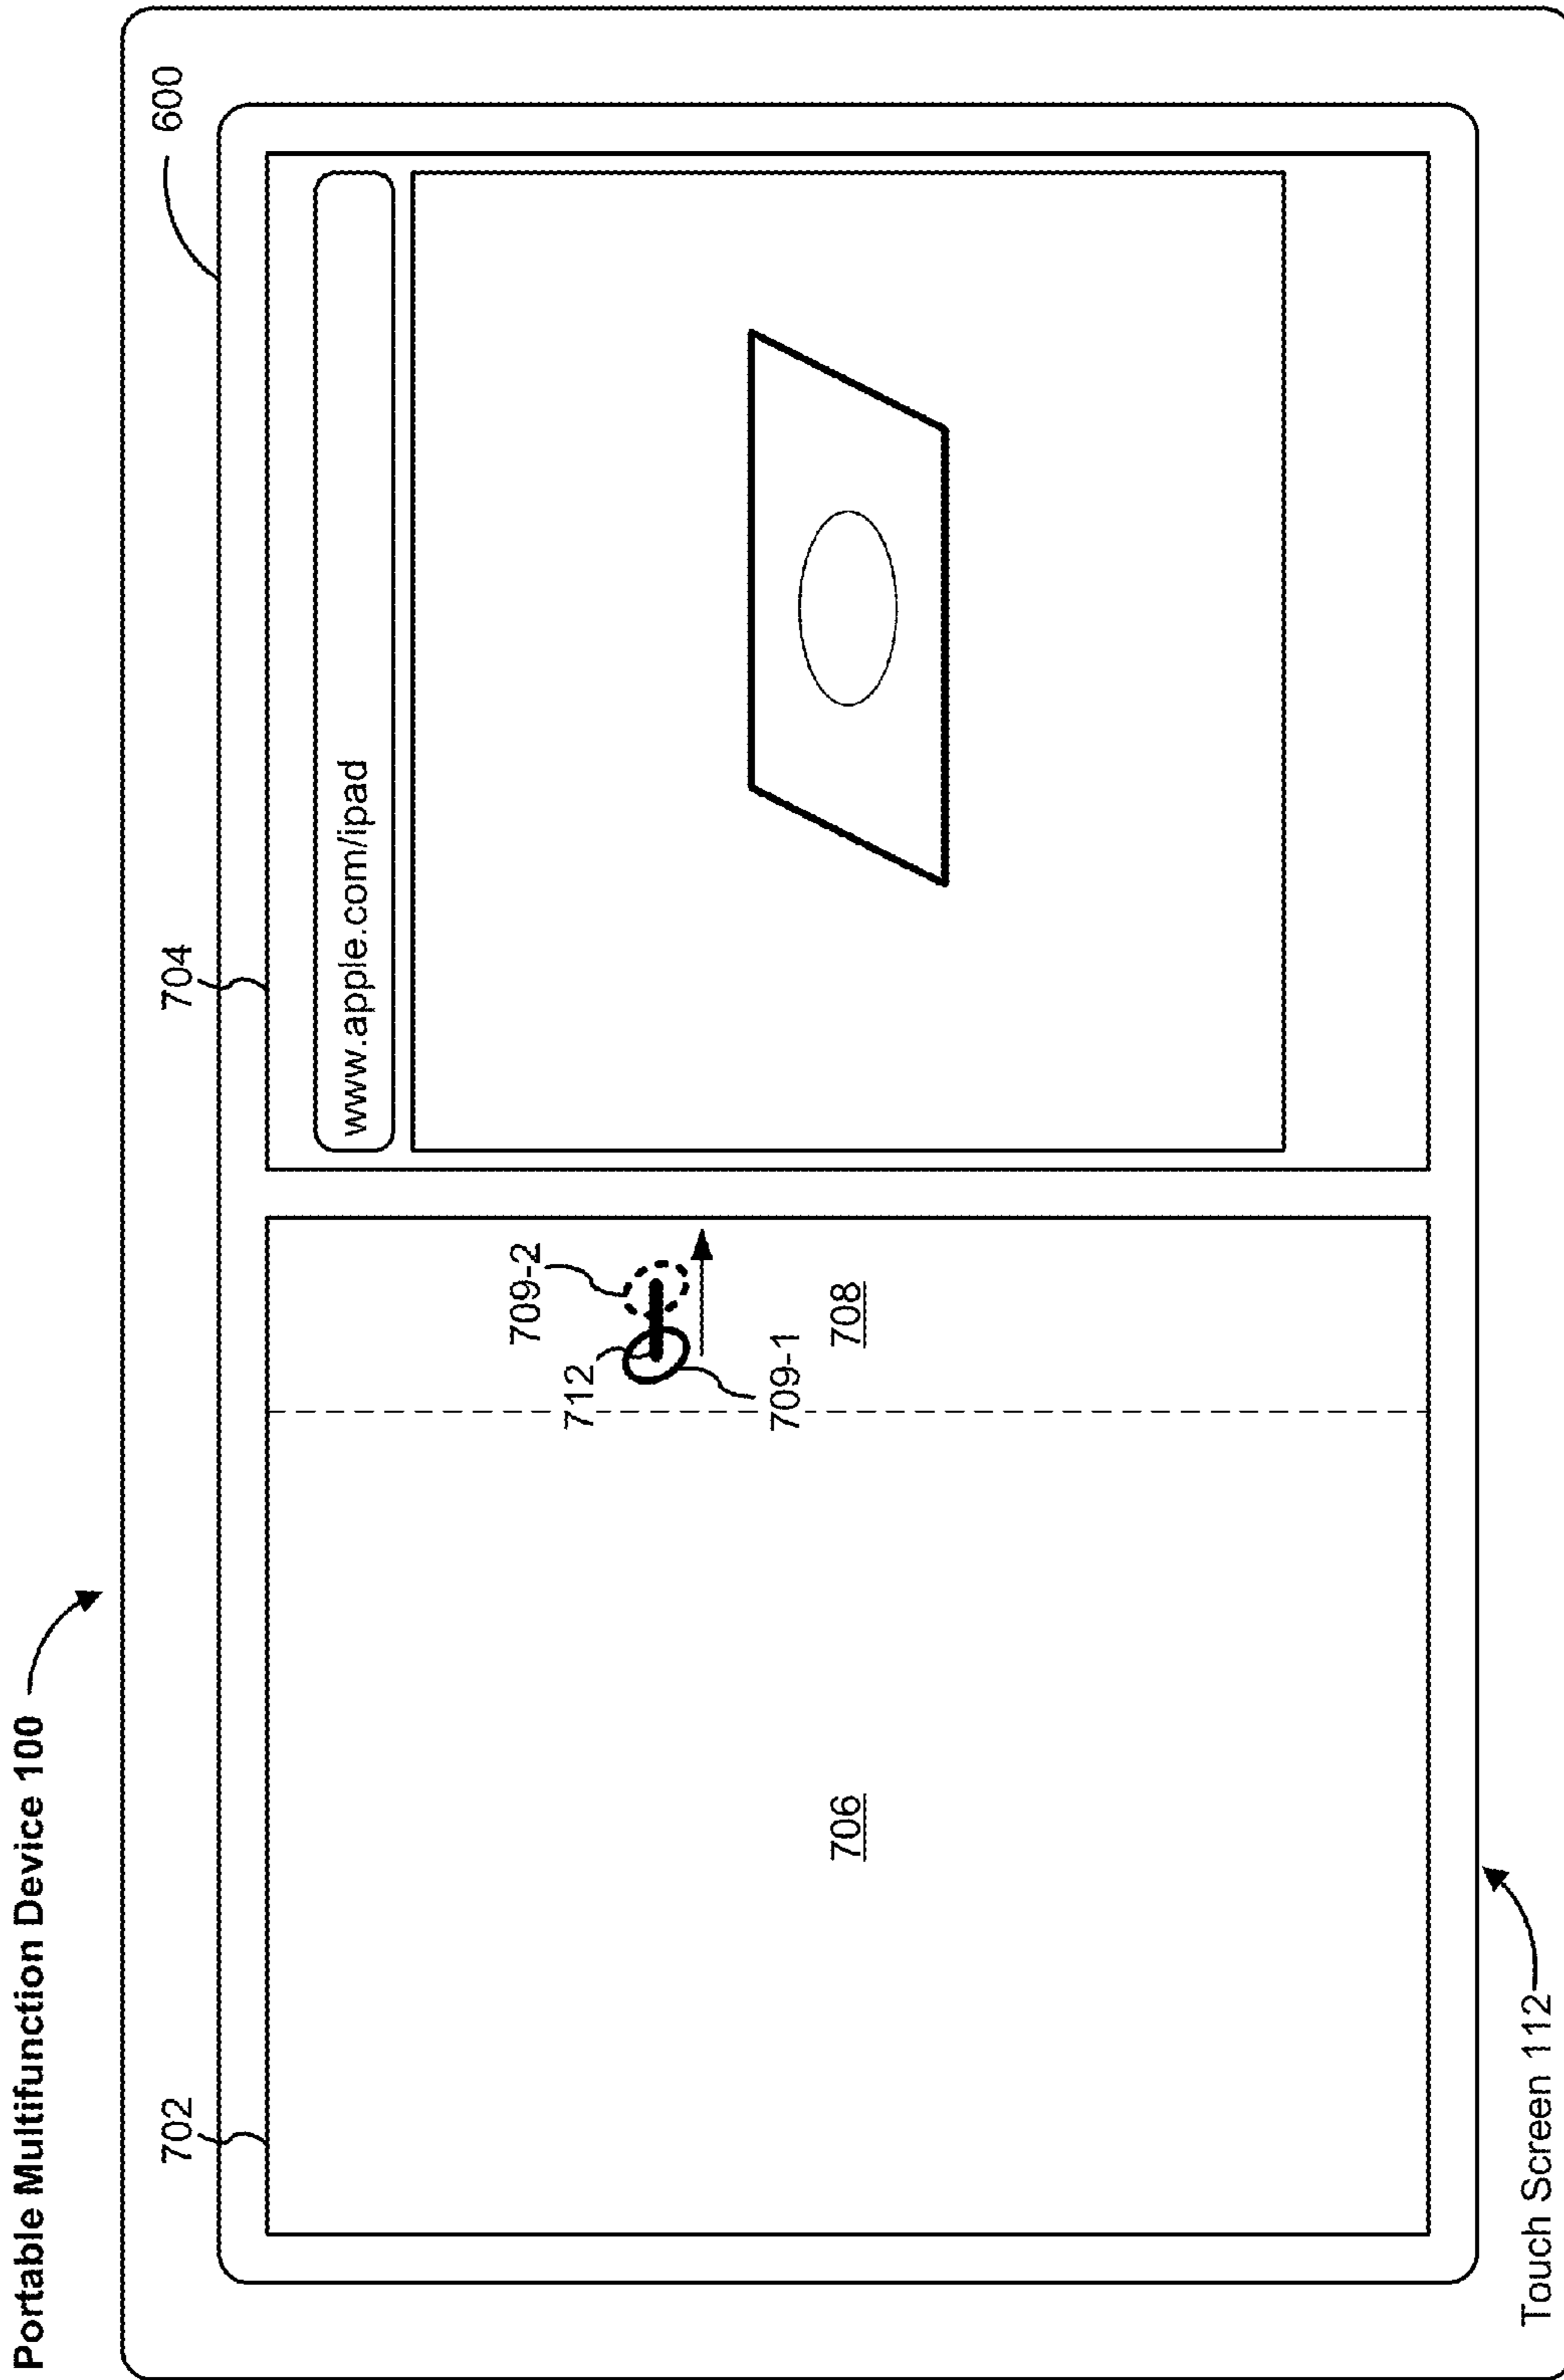 Portable Multifunction Device 100
600
702
704
www.apple.com/ipad
709-2
712
709-1
708
706
Touch Screen 112